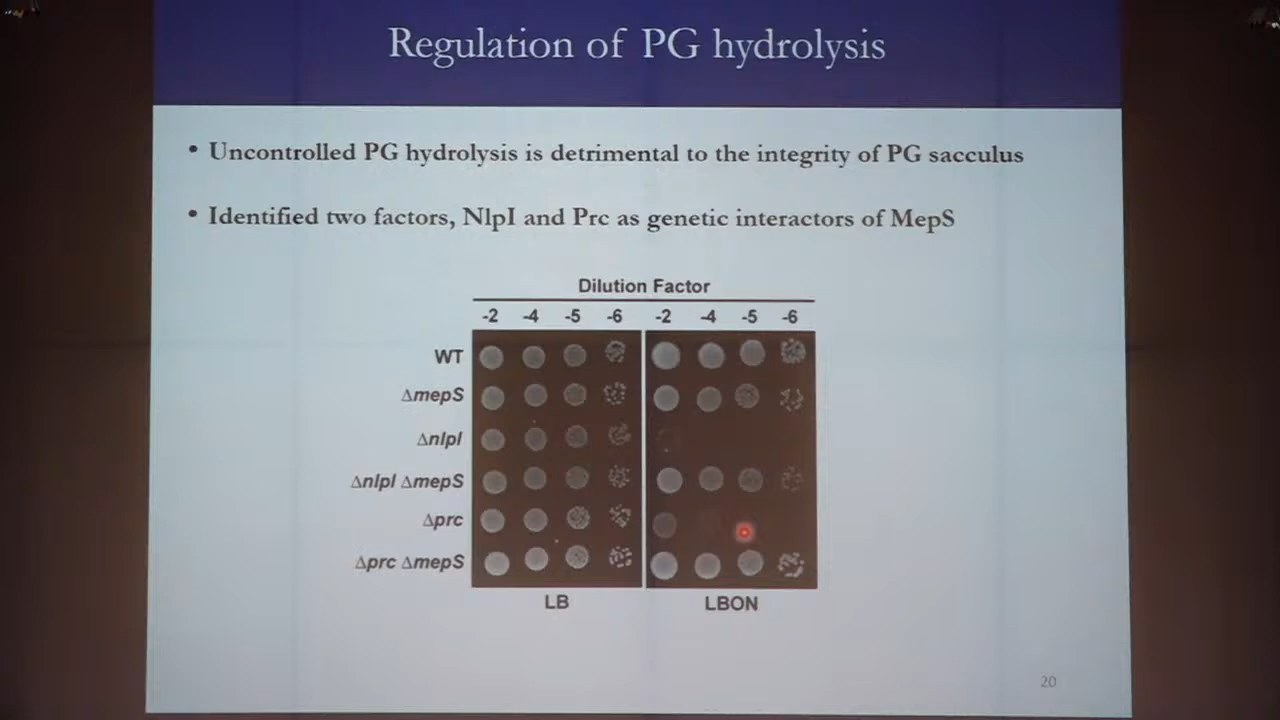 Regulation of PG hydrolysis
• Uncontrolled PG hydrolysis is detrimental to the integrity of PG sacculus
• Identified two factors, NlpI and Prc as genetic interactors of MepS
Dilution Factor
-2 -4 -5 -6 -2 -4 -5 -6
WT
ΔmepS
ΔnlpI
ΔnlpI ΔmepS
Δprc
Δprc ΔmepS
LB LBON
20